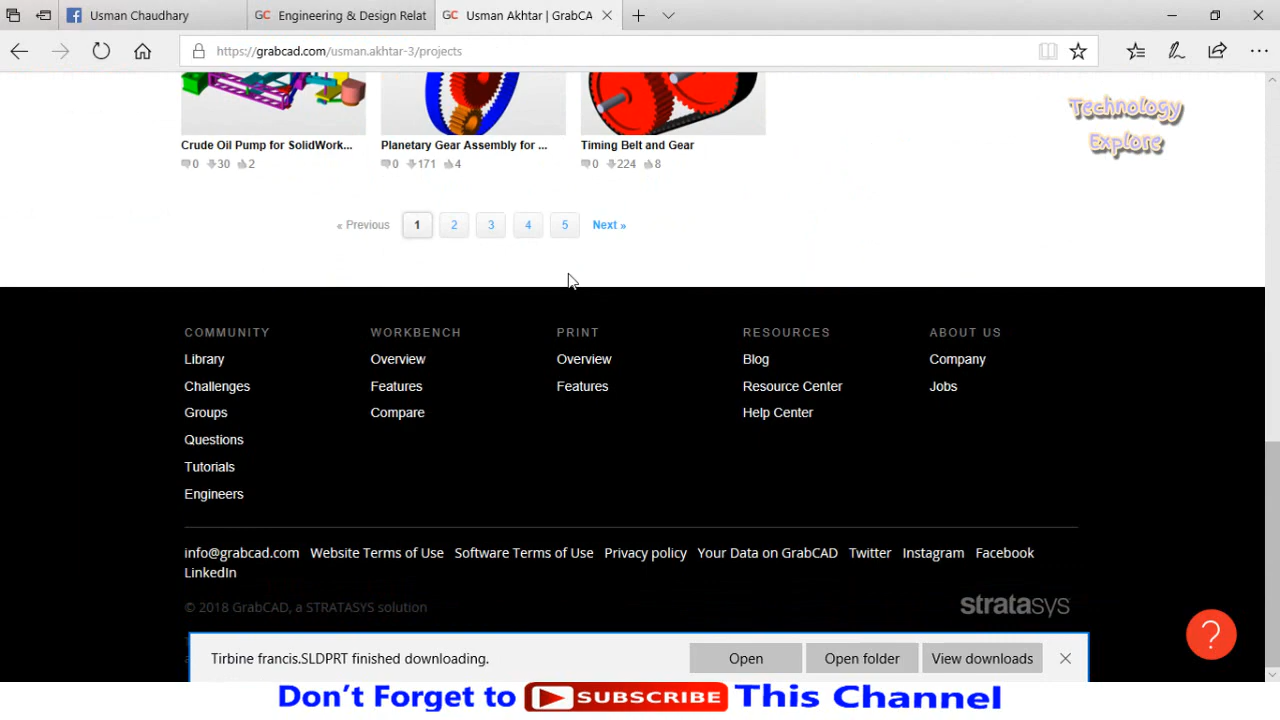 Usman Chaudhary
GC Engineering & Design Relat
GC Usman Akhtar | GrabCA
https://grabcad.com/usman.akhtar-3/projects
Technology
Explore
Crude Oil Pump for SolidWork...
Planetary Gear Assembly for ...
Timing Belt and Gear
0 30 2
0 171 4
0 224 8
« Previous 1 2 3 4 5 Next »
COMMUNITY
Library
Challenges
Groups
Questions
Tutorials
Engineers
WORKBENCH
Overview
Features
Compare
PRINT
Overview
Features
RESOURCES
Blog
Resource Center
Help Center
ABOUT US
Company
Jobs
info@grabcad.com Website Terms of Use Software Terms of Use Privacy policy Your Data on GrabCAD Twitter Instagram Facebook
LinkedIn
© 2018 GrabCAD, a STRATASYS solution
stratasys
?
Tirbine francis.SLDPRT finished downloading.
Open
Open folder
View downloads
Don't Forget to SUBSCRIBE This Channel